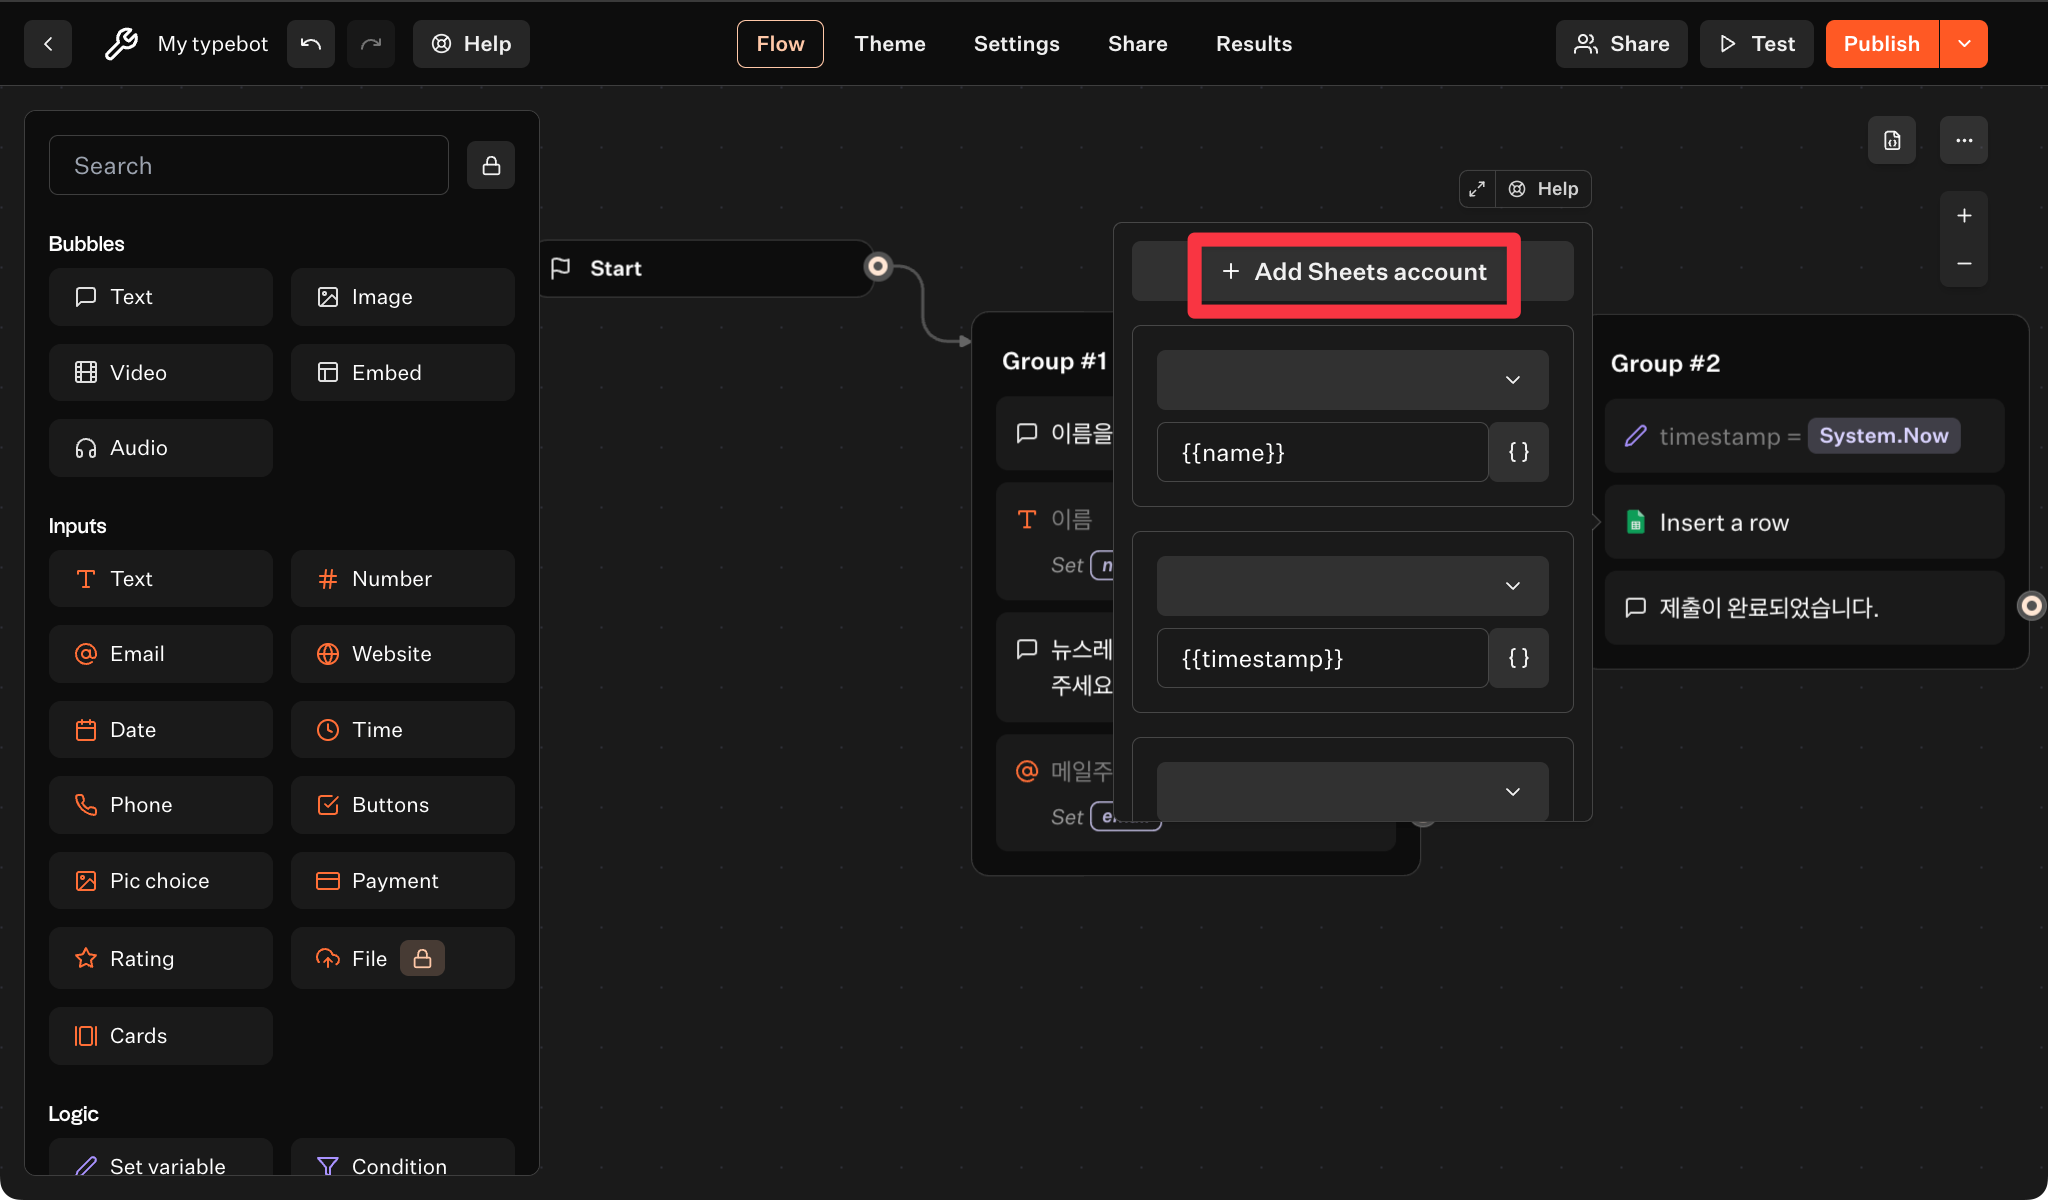 My typebot
Help
Flow
Theme
Settings
Share
Results
Share
Test
Publish
Search
Bubbles
Text
Image
Video
Embed
Audio
Inputs
Text
Number
Email
Website
Date
Time
Phone
Buttons
Pic choice
Payment
Rating
File
Cards
Logic
Set variable
Condition
Start
Group #1
이름을
이름
Set
뉴스레
주세요
메일주
Set
Help
+ Add Sheets account
{{name}}
{}
{{timestamp}}
{}
Group #2
timestamp = System.Now
Insert a row
제출이 완료되었습니다.